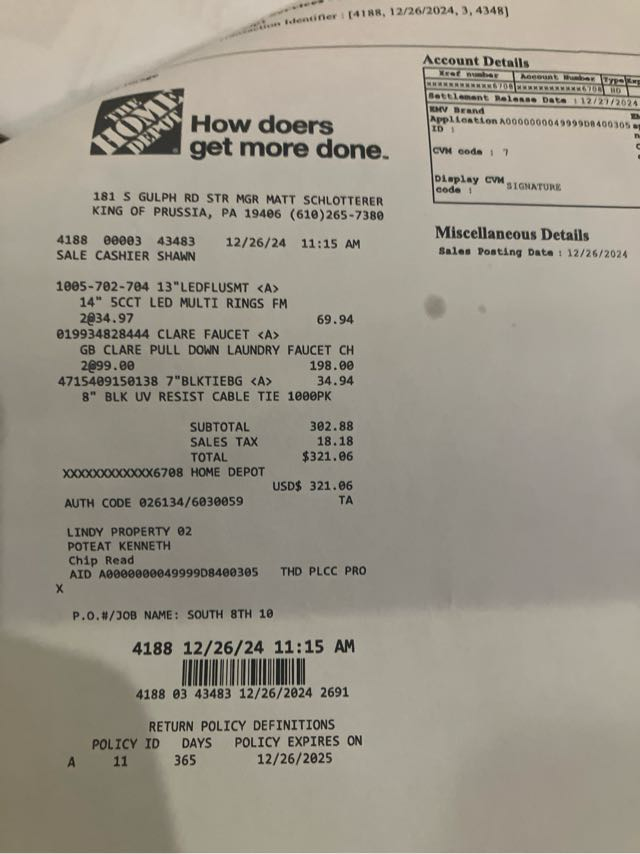 nsaction Identifier : [4188, 12/26/2024, 3, 4348]
Account Details
Xref number Account Number Type
xxxxxxxxxxxx6708 xxxxxxxxxxxx6708 HD
Settlement Release Date : 12/27/2024
EMV Brand
Application A0000000049999D8400305
ID :
CVM code : 7
Display CVM SIGNATURE
code :
Miscellaneous Details
Sales Posting Date : 12/26/2024
THE HOME DEPOT
How doers
get more done.
181 S GULPH RD STR MGR MATT SCHLOTTERER
KING OF PRUSSIA, PA 19406 (610)265-7380
4188 00003 43483 12/26/24 11:15 AM
SALE CASHIER SHAWN
1005-702-704 13"LEDFLUSMT <A>
14" 5CCT LED MULTI RINGS FM
2@34.97 69.94
019934828444 CLARE FAUCET <A>
GB CLARE PULL DOWN LAUNDRY FAUCET CH
2@99.00 198.00
4715409150138 7"BLKTIEBG <A> 34.94
8" BLK UV RESIST CABLE TIE 1000PK
SUBTOTAL 302.88
SALES TAX 18.18
TOTAL $321.06
XXXXXXXXXXXX6708 HOME DEPOT
USD$ 321.06
AUTH CODE 026134/6030059 TA
LINDY PROPERTY 02
POTEAT KENNETH
Chip Read
AID A0000000049999D8400305 THD PLCC PRO
X
P.O.#/JOB NAME: SOUTH 8TH 10
4188 12/26/24 11:15 AM
4188 03 43483 12/26/2024 2691
RETURN POLICY DEFINITIONS
POLICY ID DAYS POLICY EXPIRES ON
A 11 365 12/26/2025